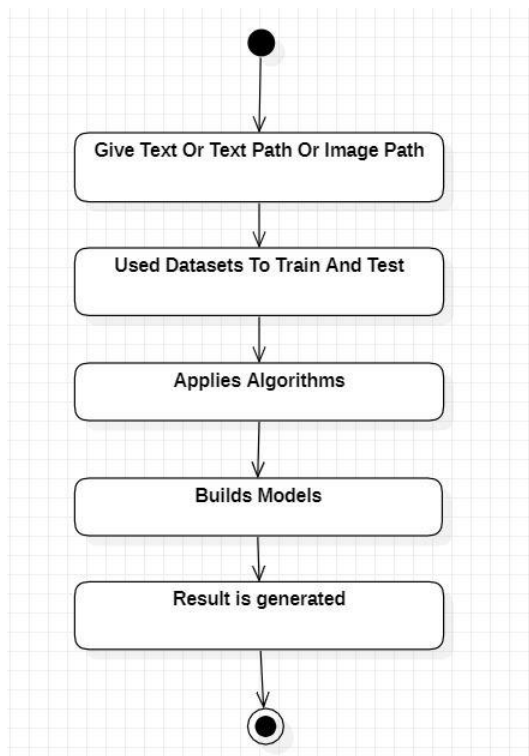 Give Text Or Text Path Or Image Path
Used Datasets To Train And Test
Applies Algorithms
Builds Models
Result is generated